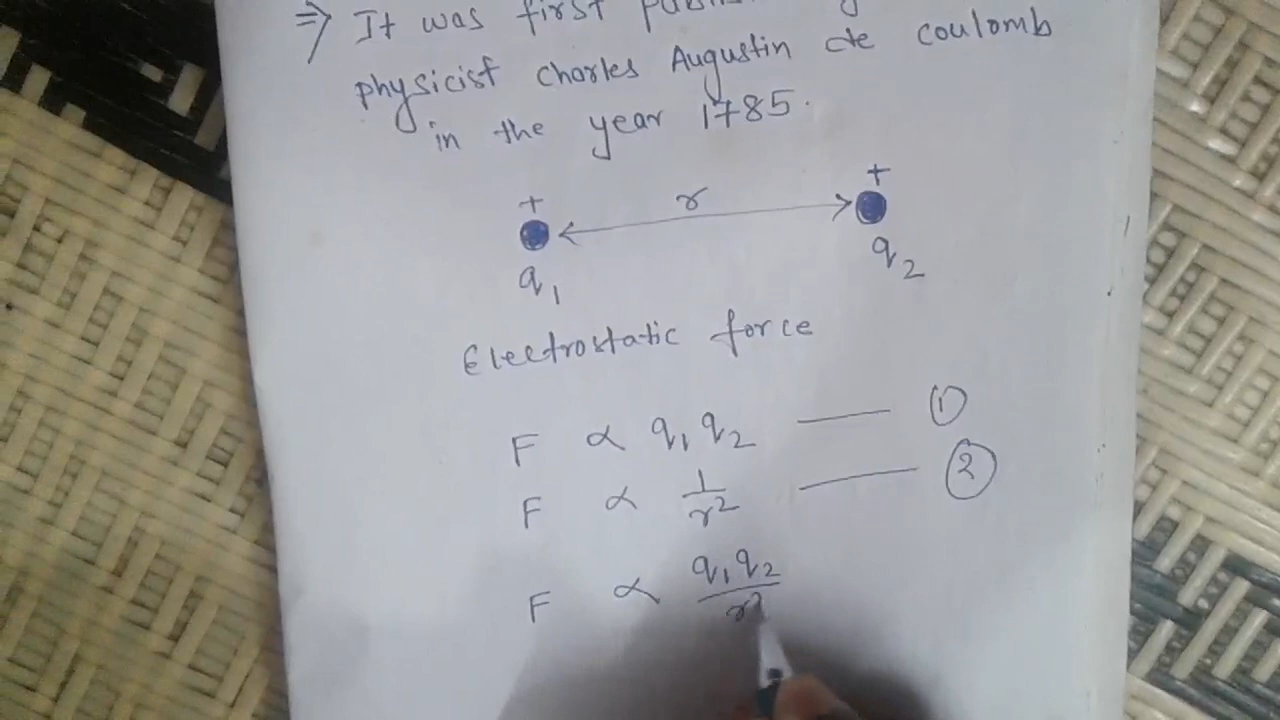 ⇒ It was first
physicist charles Augustin de coulomb
in the year 1785.
+ r +
q1 q2
Electrostatic force
F ∝ q1 q2 —— ①
F ∝ 1/r² —— ②
F ∝ q1 q2/r²